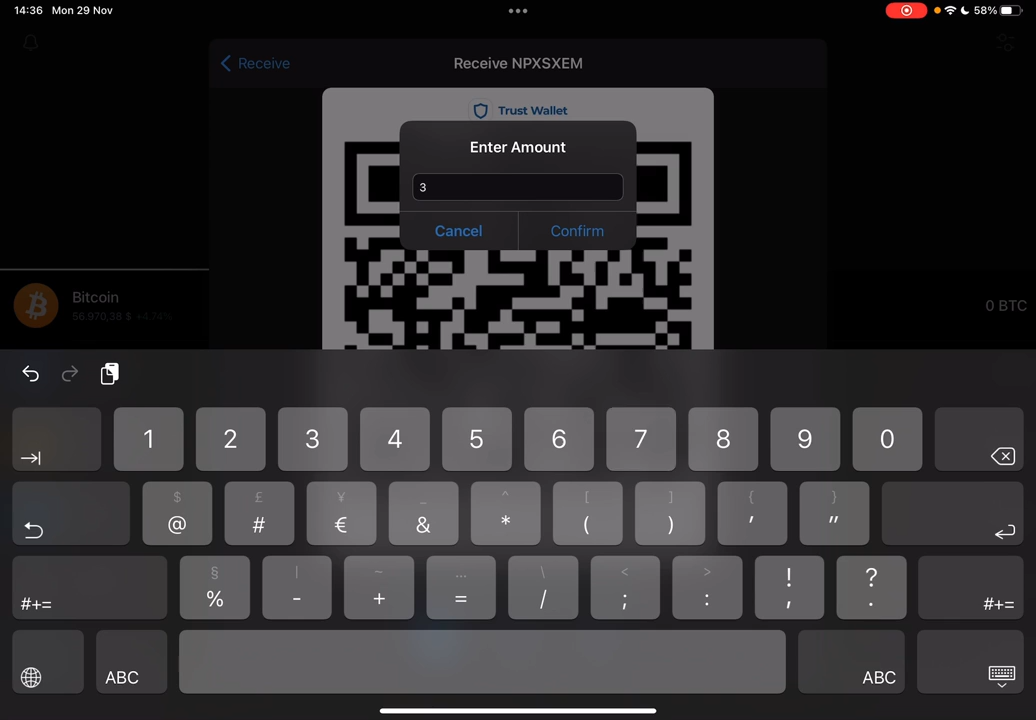 14:36 Mon 29 Nov
58%
Receive
Receive NPXSXEM
Trust Wallet
Enter Amount
3
Cancel
Confirm
Bitcoin
56.970,38 $ +4.74%
0 BTC
1 2 3 4 5 6 7 8 9 0
$ £ ¥ _ ^ [ ] { }
@ # € & * ( ) ' "
§ | ~ … \ < > ! ?
#+= % - + = / ; : , . #+=
ABC
ABC